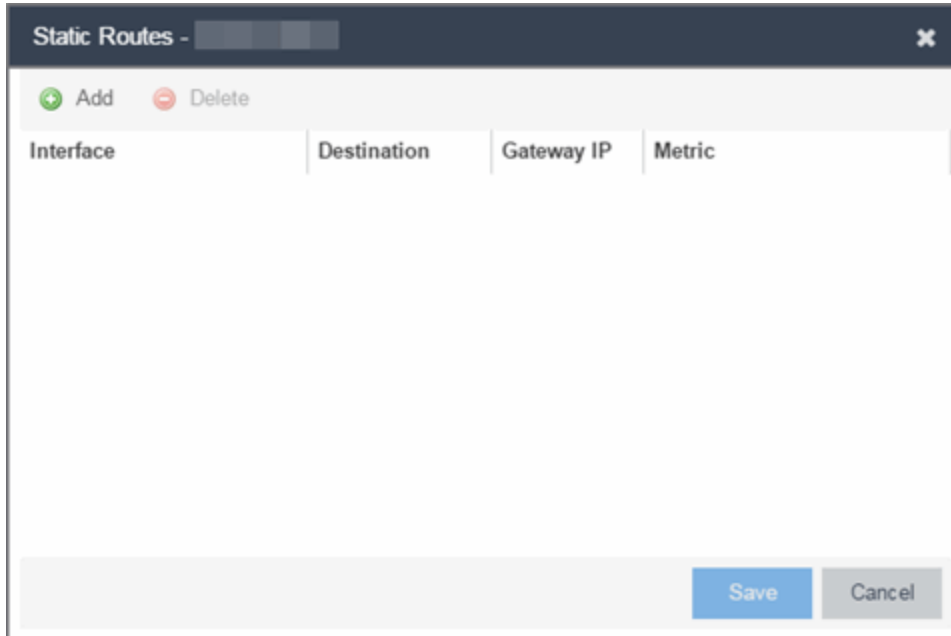 Static Routes -
Add Delete
Interface Destination Gateway IP Metric
Save Cancel